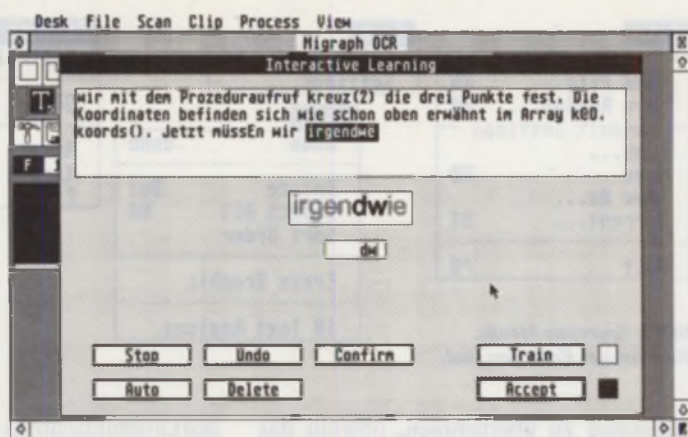 Desk File Scan Clip Process View
Migraph OCR
Interactive Learning
wir mit dem Prozeduraufruf kreuz(2) die drei Punkte fest. Die
Koordinaten befinden sich wie schon oben erwähnt im Array k@0.
koords(). Jetzt müssEn wir irgendwe
irgendwie
dw
Stop Undo Confirm Train
Auto Delete Accept